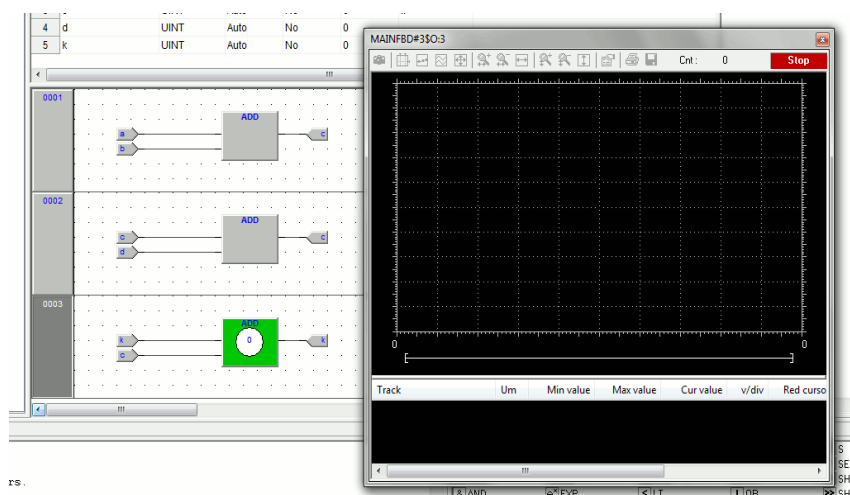 4 d UINT Auto No 0
5 k UINT Auto No 0
0001
ADD
a
b
c
0002
ADD
c
d
c
0003
ADD
k
0
k
c
rs.
MAINFBD#3$O:3
Cnt: 0 Stop
0 0
Track Um Min value Max value Cur value v/div Red curso
S
SE
SH
& AND EXP < LT OR SH